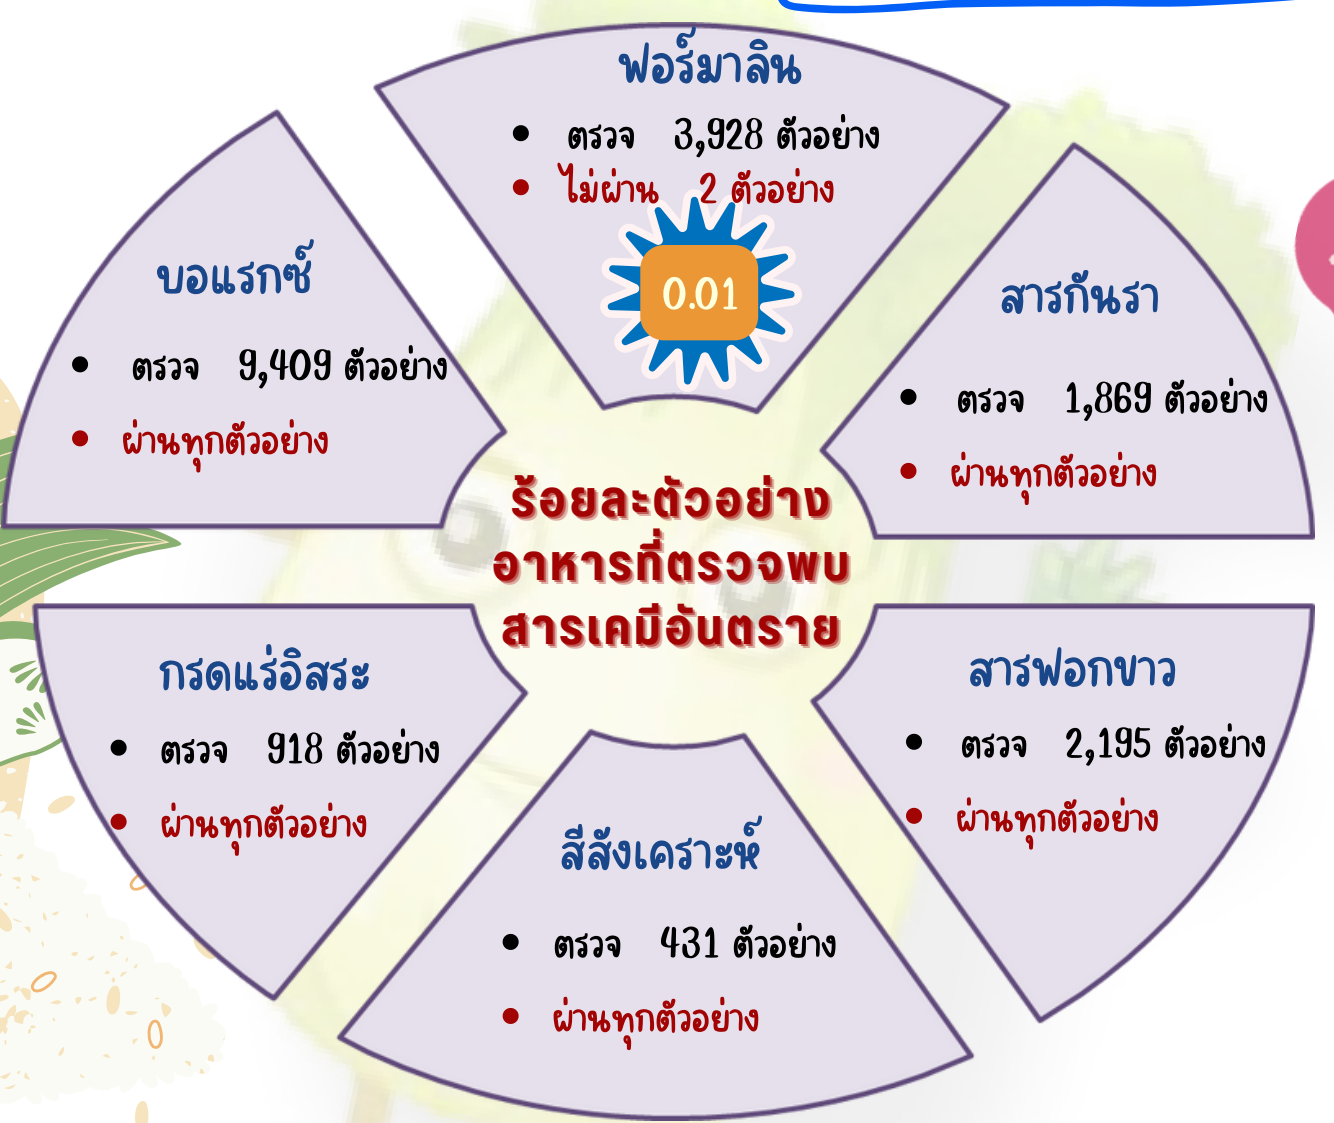 ฟอร์มาลิน
ตรวจ 3,928 ตัวอย่าง
ไม่ผ่าน 2 ตัวอย่าง
0.01
บอแรกซ์
ตรวจ 9,409 ตัวอย่าง
ผ่านทุกตัวอย่าง
สารกันรา
ตรวจ 1,869 ตัวอย่าง
ผ่านทุกตัวอย่าง
ร้อยละตัวอย่าง
อาหารที่ตรวจพบ
สารเคมีอันตราย
กรดแร่อิสระ
ตรวจ 918 ตัวอย่าง
ผ่านทุกตัวอย่าง
สารฟอกขาว
ตรวจ 2,195 ตัวอย่าง
ผ่านทุกตัวอย่าง
สีสังเคราะห์
ตรวจ 431 ตัวอย่าง
ผ่านทุกตัวอย่าง